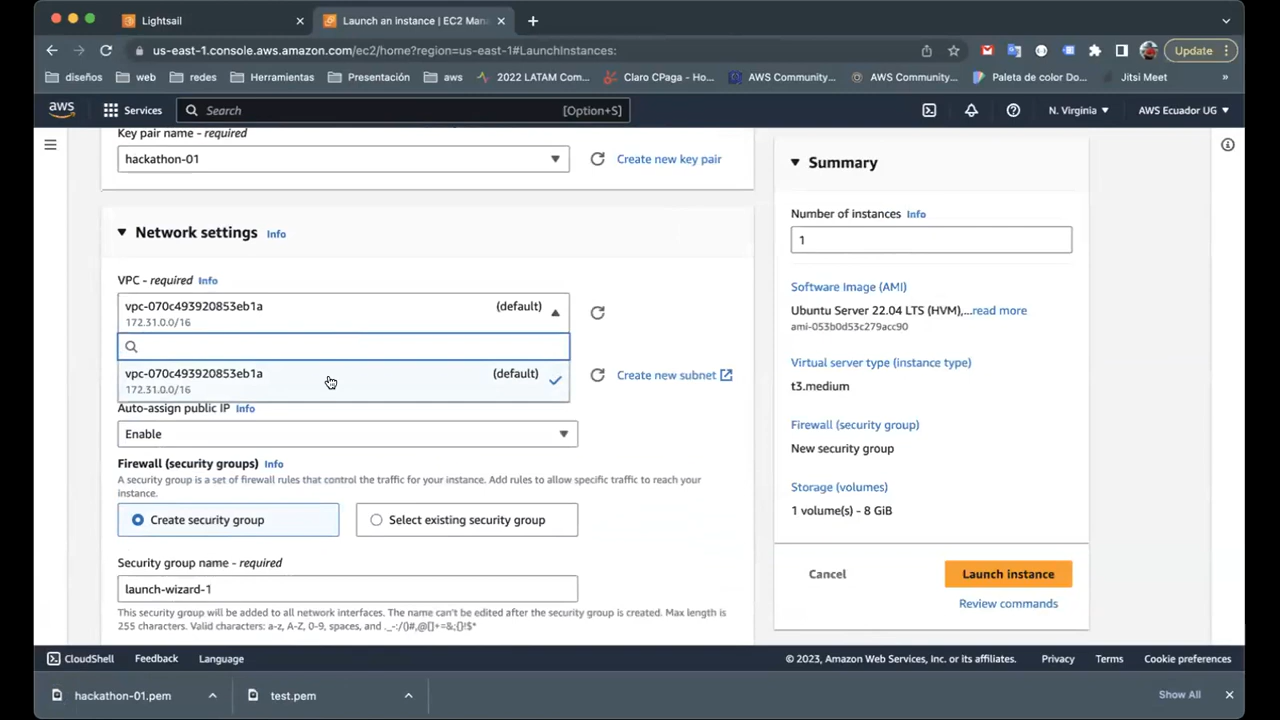 Lightsail
Launch an instance | EC2 Mana
us-east-1.console.aws.amazon.com/ec2/home?region=us-east-1#LaunchInstances:
Update
diseños
web
redes
Herramientas
Presentación
aws
2022 LATAM Com...
Claro CPaga - Ho...
AWS Community...
AWS Community...
Paleta de color Do...
Jitsi Meet
»
aws
Services
Search
[Option+S]
N. Virginia
AWS Ecuador UG
Key pair name - required
hackathon-01
Create new key pair
Network settings Info
VPC - required Info
vpc-070c493920853eb1a (default)
172.31.0.0/16
vpc-070c493920853eb1a (default)
172.31.0.0/16
Create new subnet
Auto-assign public IP Info
Enable
Firewall (security groups) Info
A security group is a set of firewall rules that control the traffic for your instance. Add rules to allow specific traffic to reach your
instance.
Create security group
Select existing security group
Security group name - required
launch-wizard-1
This security group will be added to all network interfaces. The name can't be edited after the security group is created. Max length is
255 characters. Valid characters: a-z, A-Z, 0-9, spaces, and ._-:/()#,@[]+=&;{}!$*
Summary
Number of instances Info
1
Software Image (AMI)
Ubuntu Server 22.04 LTS (HVM),...read more
ami-053b0d53c279acc90
Virtual server type (instance type)
t3.medium
Firewall (security group)
New security group
Storage (volumes)
1 volume(s) - 8 GiB
Cancel
Launch instance
Review commands
CloudShell
Feedback
Language
© 2023, Amazon Web Services, Inc. or its affiliates.
Privacy
Terms
Cookie preferences
hackathon-01.pem
test.pem
Show All